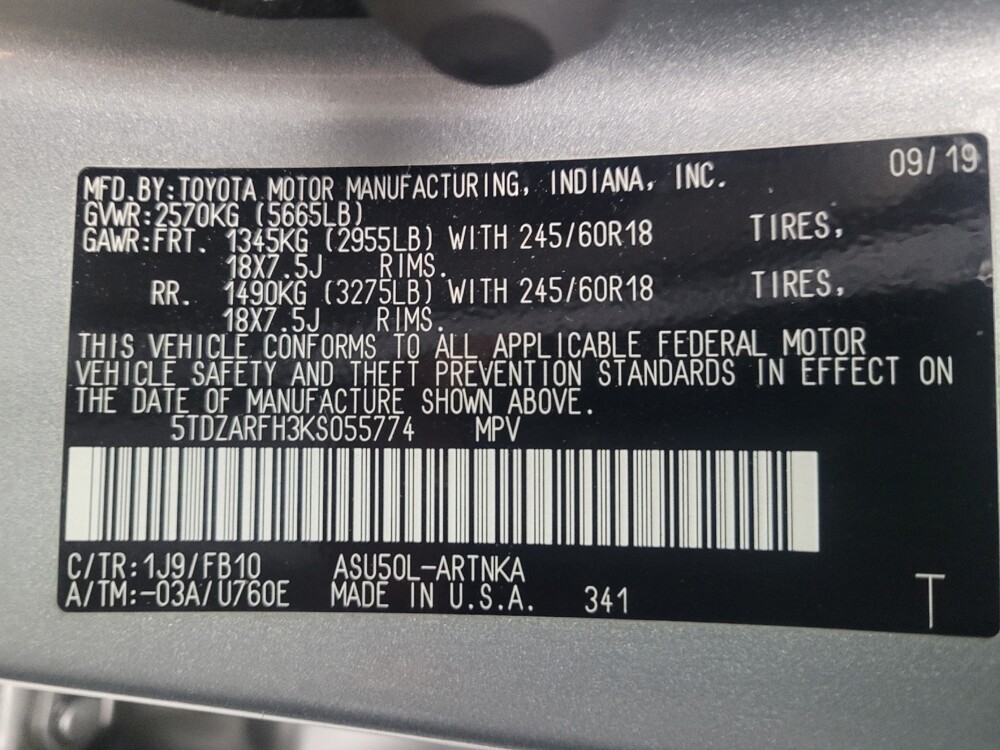 09/19
MFD.BY:TOYOTA MOTOR MANUFACTURING, INDIANA, INC.
GVWR:2570KG (5665LB)
GAWR:FRT. 1345KG (2955LB) WITH 245/60R18 TIRES,
18X7.5J RIMS.
RR. 1490KG (3275LB) WITH 245/60R18 TIRES,
18X7.5J RIMS.
THIS VEHICLE CONFORMS TO ALL APPLICABLE FEDERAL MOTOR
VEHICLE SAFETY AND THEFT PREVENTION STANDARDS IN EFFECT ON
THE DATE OF MANUFACTURE SHOWN ABOVE.
5TDZARFH3KS055774 MPV
C/TR:1J9/FB10 ASU50L-ARTNKA
A/TM:-03A/U760E MADE IN U.S.A. 341
T